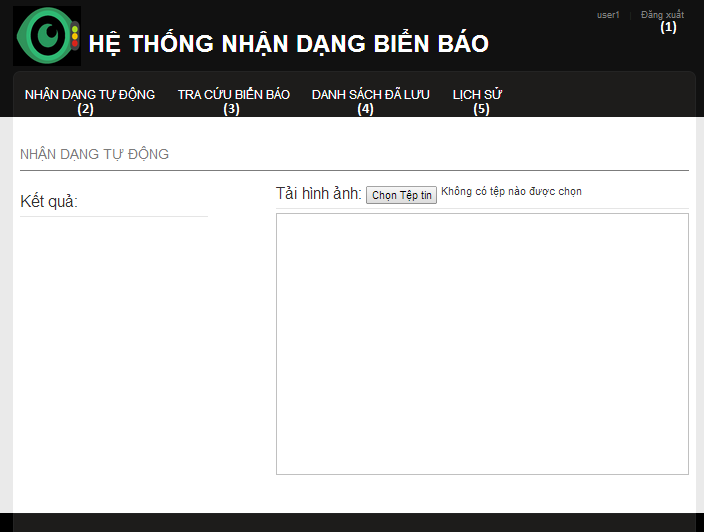 user1 | Đăng xuất
(1)
HỆ THỐNG NHẬN DẠNG BIỂN BÁO
NHẬN DẠNG TỰ ĐỘNG TRA CỨU BIỂN BÁO DANH SÁCH ĐÃ LƯU LỊCH SỬ
(2) (3) (4) (5)
NHẬN DẠNG TỰ ĐỘNG
Kết quả:
Tải hình ảnh: Chọn Tệp tin Không có tệp nào được chọn